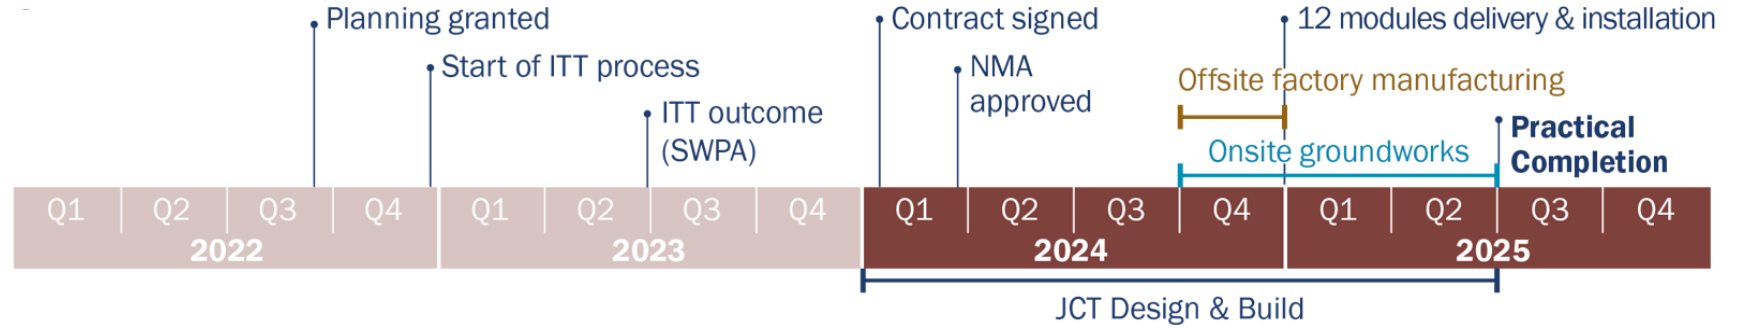 Planning granted
Contract signed
12 modules delivery & installation
Start of ITT process
NMA
approved
Offsite factory manufacturing
ITT outcome
(SWPA)
Practical
Completion
Onsite groundworks
Q1 Q2 Q3 Q4 Q1 Q2 Q3 Q4 Q1 Q2 Q3 Q4 Q1 Q2 Q3 Q4
2022 2023 2024 2025
JCT Design & Build